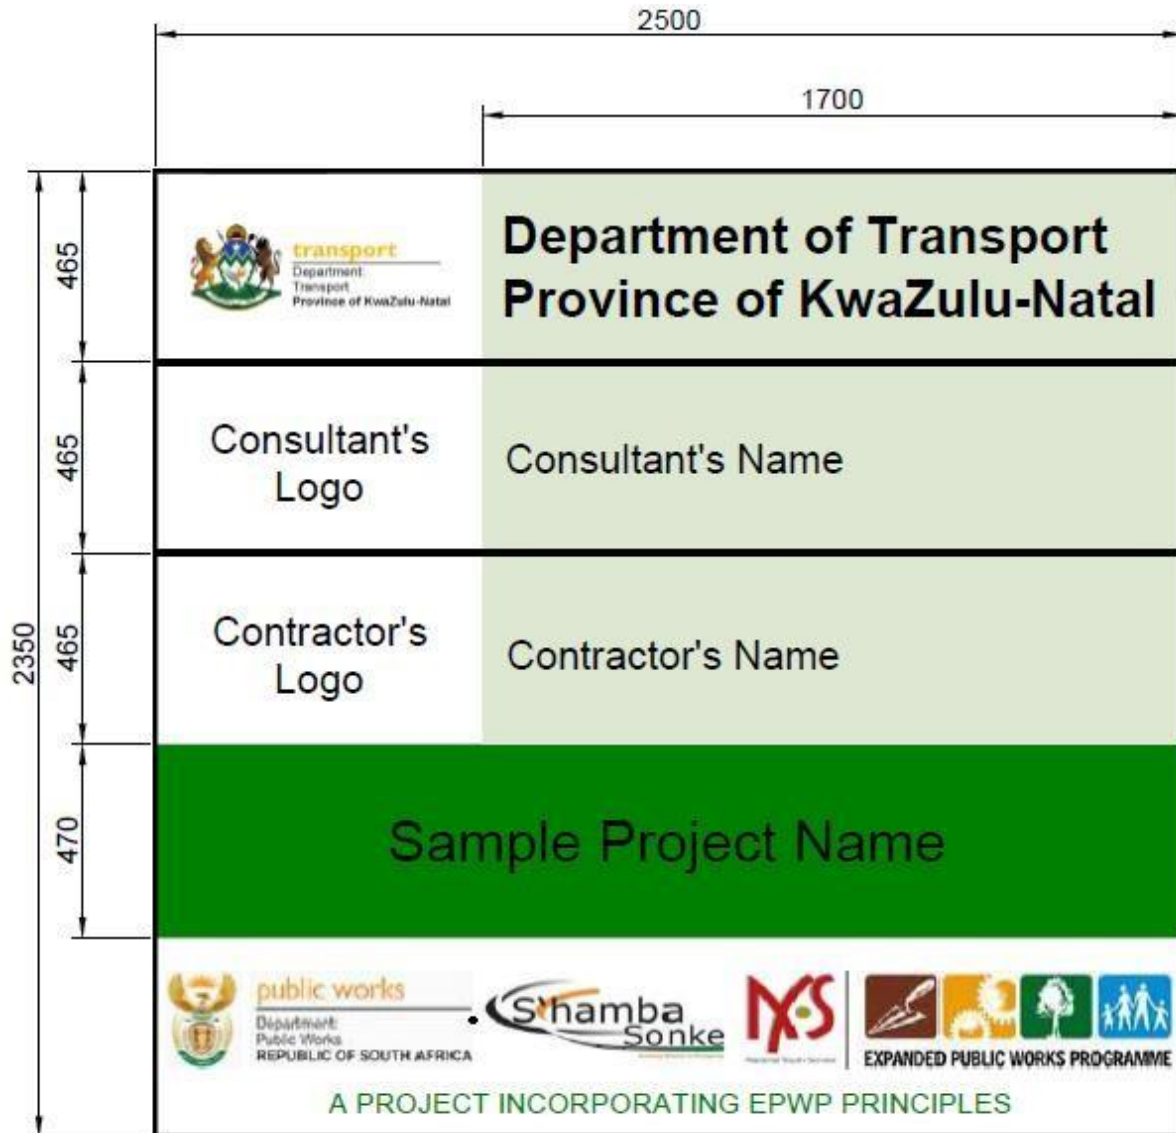 2500
1700
465
transport
Department:
Transport
Province of KwaZulu-Natal
Department of Transport
Province of KwaZulu-Natal
465
Consultant's
Logo
Consultant's Name
2350
465
Contractor's
Logo
Contractor's Name
470
Sample Project Name
public works
Department:
Public Works
REPUBLIC OF SOUTH AFRICA
S'hamba
Sonke
NYS
EXPANDED PUBLIC WORKS PROGRAMME
A PROJECT INCORPORATING EPWP PRINCIPLES